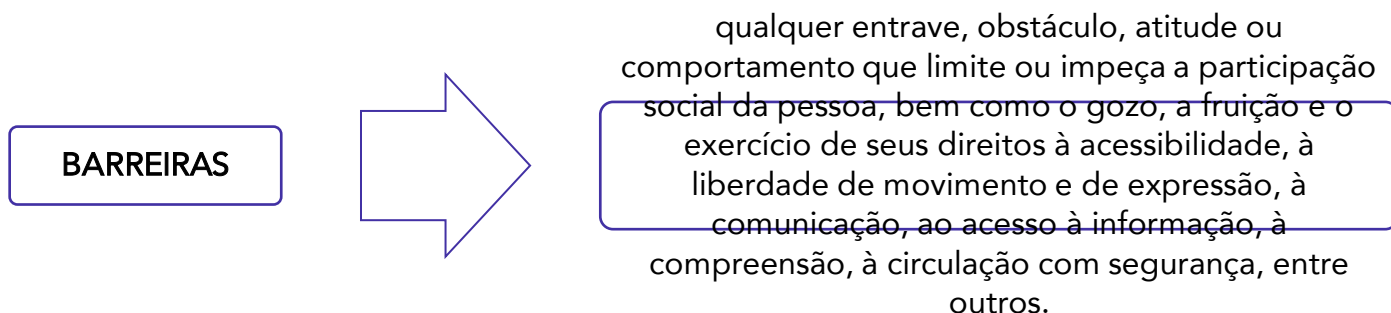 BARREIRAS
qualquer entrave, obstáculo, atitude ou
comportamento que limite ou impeça a participação
social da pessoa, bem como o gozo, a fruição e o
exercício de seus direitos à acessibilidade, à
liberdade de movimento e de expressão, à
comunicação, ao acesso à informação, à
compreensão, à circulação com segurança, entre
outros.